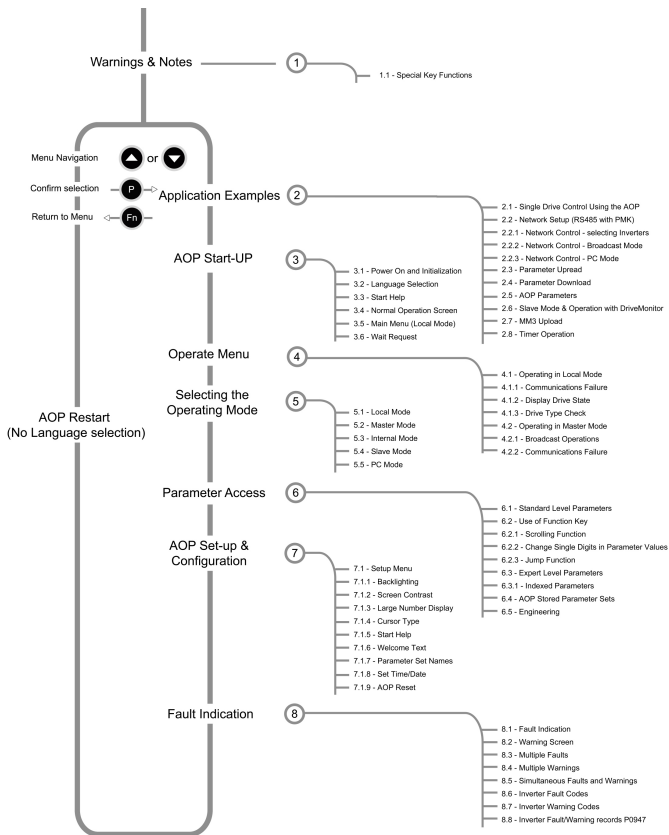 Warnings & Notes
1
1.1 - Special Key Functions
Menu Navigation
or
Confirm selection
P
Return to Menu
Fn
Application Examples
2
2.1 - Single Drive Control Using the AOP
2.2 - Network Setup (RS485 with PMK)
2.2.1 - Network Control - selecting Inverters
2.2.2 - Network Control - Broadcast Mode
2.2.3 - Network Control - PC Mode
2.3 - Parameter Upread
2.4 - Parameter Download
2.5 - AOP Parameters
2.6 - Slave Mode & Operation with DriveMonitor
2.7 - MM3 Upload
2.8 - Timer Operation
AOP Start-UP
3
3.1 - Power On and Initialization
3.2 - Language Selection
3.3 - Start Help
3.4 - Normal Operation Screen
3.5 - Main Menu (Local Mode)
3.6 - Wait Request
Operate Menu
4
4.1 - Operating in Local Mode
4.1.1 - Communications Failure
4.1.2 - Display Drive State
4.1.3 - Drive Type Check
4.2 - Operating in Master Mode
4.2.1 - Broadcast Operations
4.2.2 - Communications Failure
Selecting the
Operating Mode
5
5.1 - Local Mode
5.2 - Master Mode
5.3 - Internal Mode
5.4 - Slave Mode
5.5 - PC Mode
AOP Restart
(No Language selection)
Parameter Access
6
6.1 - Standard Level Parameters
6.2 - Use of Function Key
6.2.1 - Scrolling Function
6.2.2 - Change Single Digits in Parameter Values
6.2.3 - Jump Function
6.3 - Expert Level Parameters
6.3.1 - Indexed Parameters
6.4 - AOP Stored Parameter Sets
6.5 - Engineering
AOP Set-up &
Configuration
7
7.1 - Setup Menu
7.1.1 - Backlighting
7.1.2 - Screen Contrast
7.1.3 - Large Number Display
7.1.4 - Cursor Type
7.1.5 - Start Help
7.1.6 - Welcome Text
7.1.7 - Parameter Set Names
7.1.8 - Set Time/Date
7.1.9 - AOP Reset
Fault Indication
8
8.1 - Fault Indication
8.2 - Warning Screen
8.3 - Multiple Faults
8.4 - Multiple Warnings
8.5 - Simultaneous Faults and Warnings
8.6 - Inverter Fault Codes
8.7 - Inverter Warning Codes
8.8 - Inverter Fault/Warning records P0947